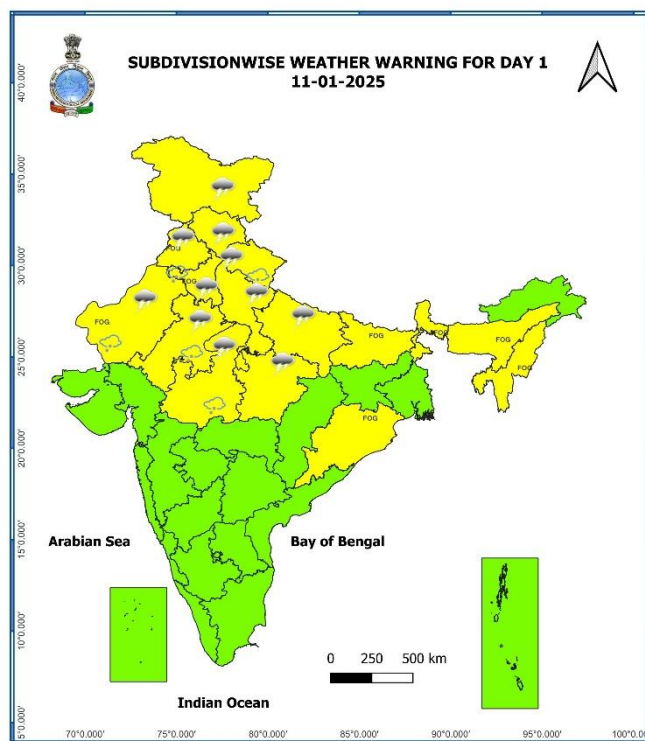 SUBDIVISIONWISE WEATHER WARNING FOR DAY 1
11-01-2025
40°0.000'
35°0.000'
30°0.000'
25°0.000'
20°0.000'
15°0.000'
10°0.000'
5°0.000'
FOG
FOG
FOG
FOG
FOG
FOG
FOG
Arabian Sea
Bay of Bengal
0 250 500 km
Indian Ocean
70°0.000' 75°0.000' 80°0.000' 85°0.000' 90°0.000' 95°0.000' 100°0.000'